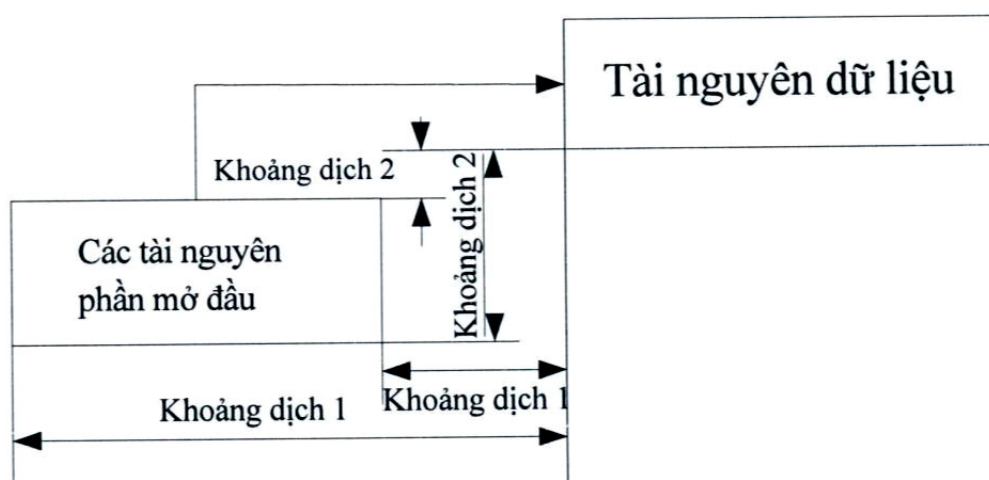 Tài nguyên dữ liệu
Khoảng dịch 2
Khoảng dịch 2
Các tài nguyên
phần mở đầu
Khoảng dịch 1
Khoảng dịch 1